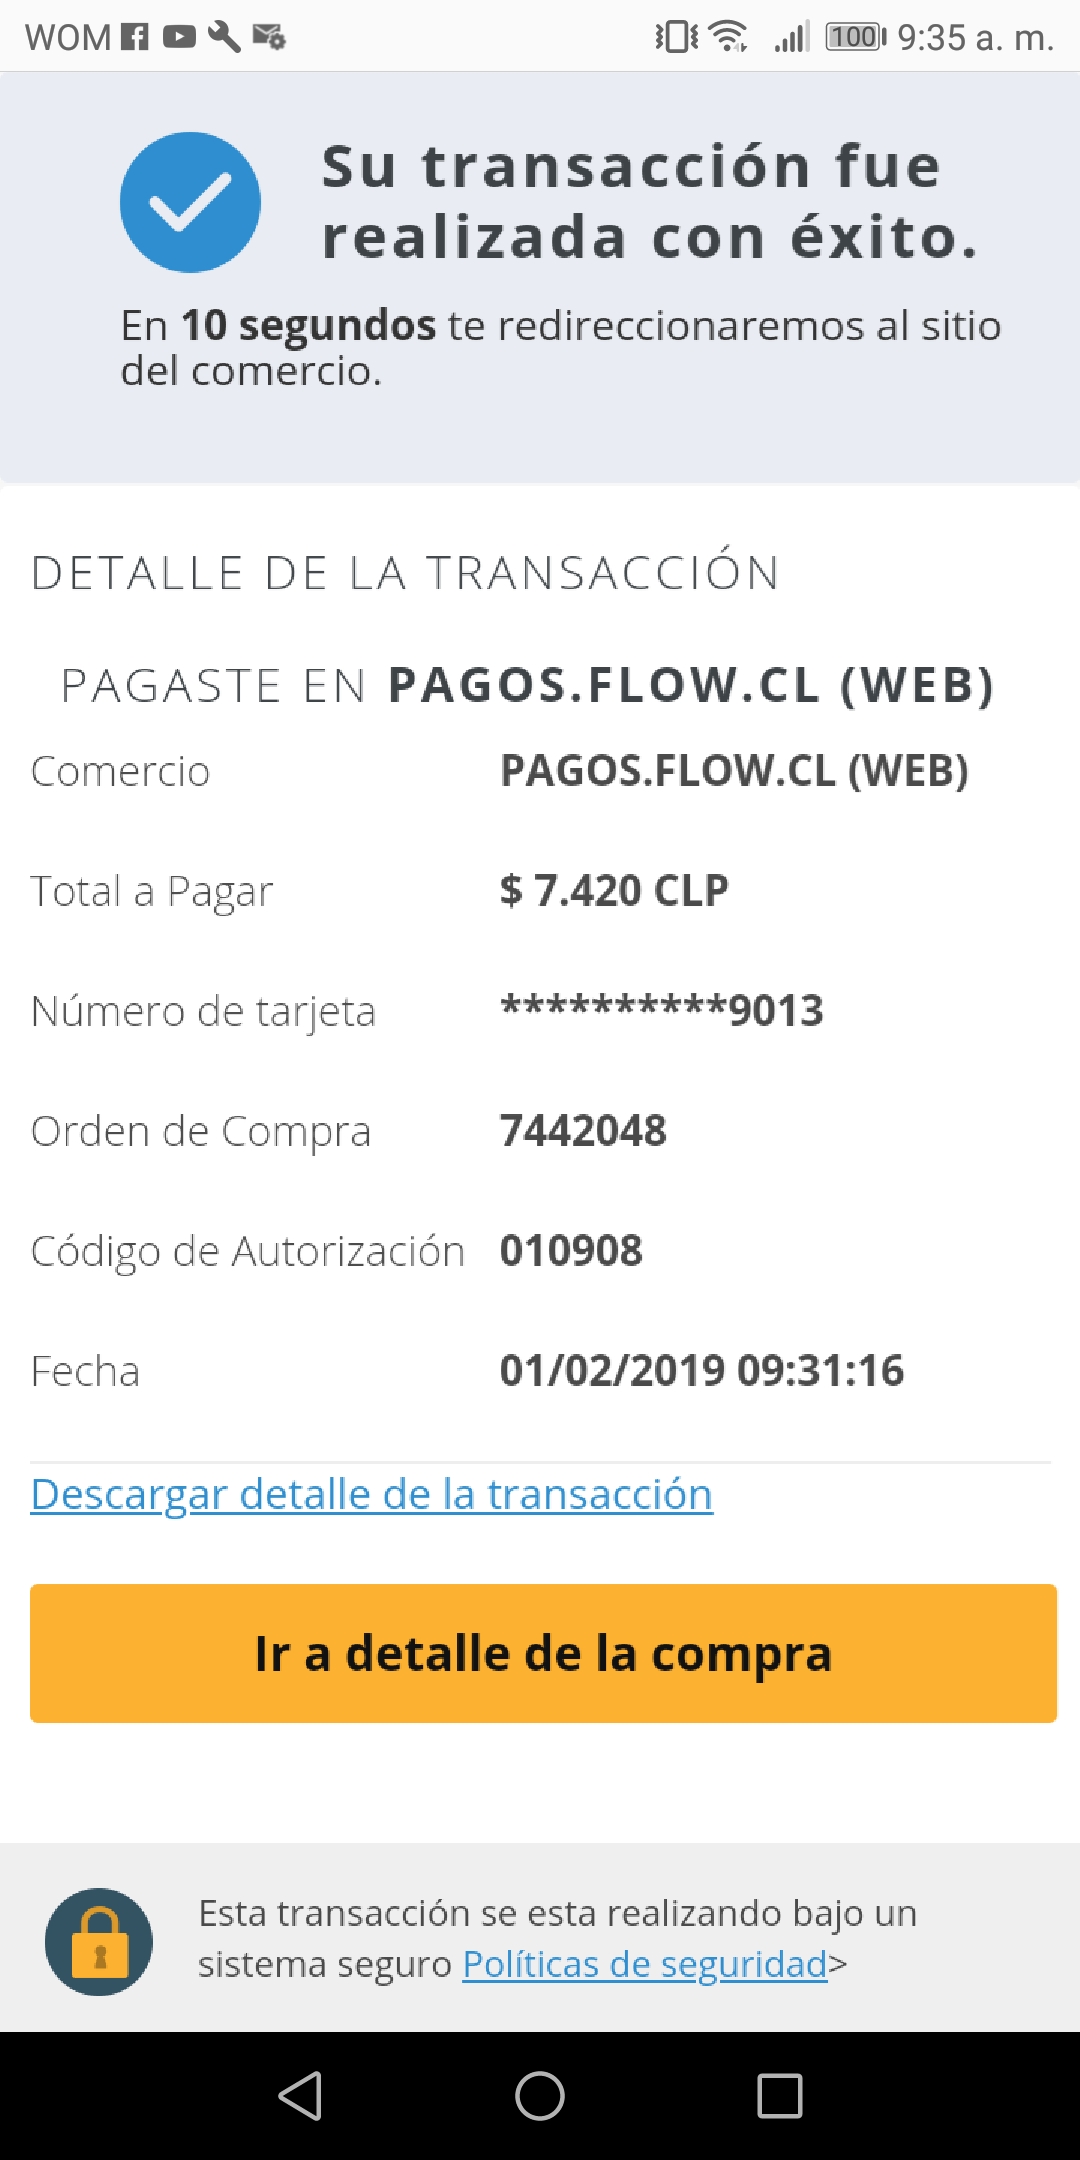 WOM 100 9:35 a. m.
Su transacción fue
realizada con éxito.
En 10 segundos te redireccionaremos al sitio
del comercio.
DETALLE DE LA TRANSACCIÓN
PAGASTE EN PAGOS.FLOW.CL (WEB)
Comercio PAGOS.FLOW.CL (WEB)
Total a Pagar $ 7.420 CLP
Número de tarjeta **********9013
Orden de Compra 7442048
Código de Autorización 010908
Fecha 01/02/2019 09:31:16
Descargar detalle de la transacción
Ir a detalle de la compra
Esta transacción se esta realizando bajo un
sistema seguro Políticas de seguridad>